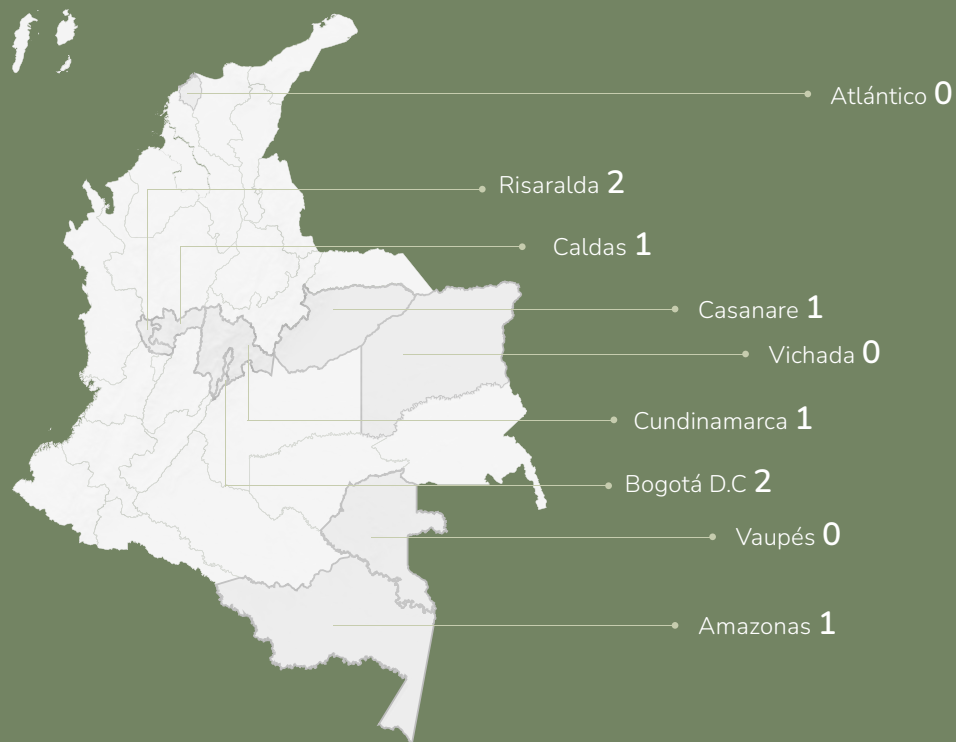 Atlántico 0
Risaralda 2
Caldas 1
Casanare 1
Vichada 0
Cundinamarca 1
Bogotá D.C 2
Vaupés 0
Amazonas 1